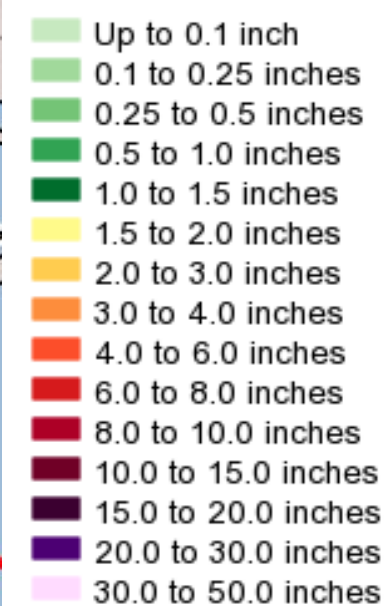 Up to 0.1 inch
0.1 to 0.25 inches
0.25 to 0.5 inches
0.5 to 1.0 inches
1.0 to 1.5 inches
1.5 to 2.0 inches
2.0 to 3.0 inches
3.0 to 4.0 inches
4.0 to 6.0 inches
6.0 to 8.0 inches
8.0 to 10.0 inches
10.0 to 15.0 inches
15.0 to 20.0 inches
20.0 to 30.0 inches
30.0 to 50.0 inches